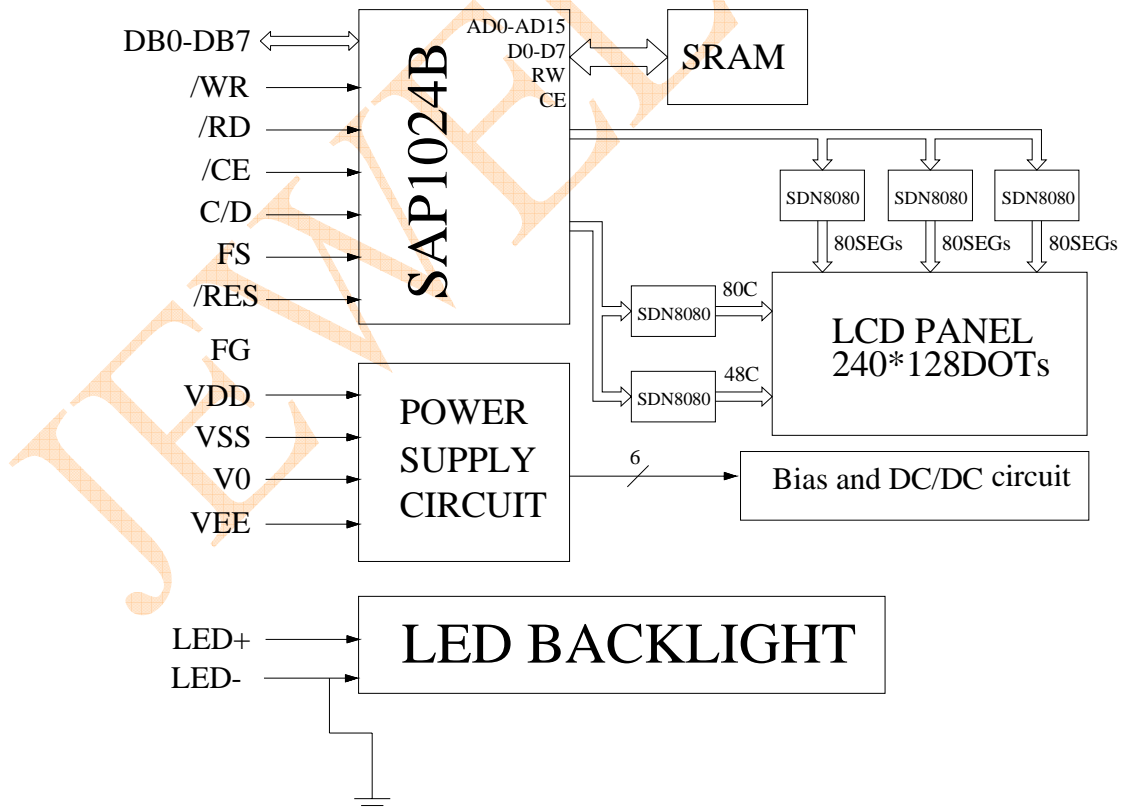 DB0-DB7
/WR
/RD
/CE
C/D
FS
/RES
FG
VDD
VSS
V0
VEE
LED+
LED-
SAP1024B
AD0-AD15
D0-D7
RW
CE
SRAM
SDN8080
SDN8080
SDN8080
80SEGs
80SEGs
80SEGs
SDN8080
80C
SDN8080
48C
LCD PANEL
240*128DOTs
POWER
SUPPLY
CIRCUIT
6
Bias and DC/DC circuit
LED BACKLIGHT
JEWEL